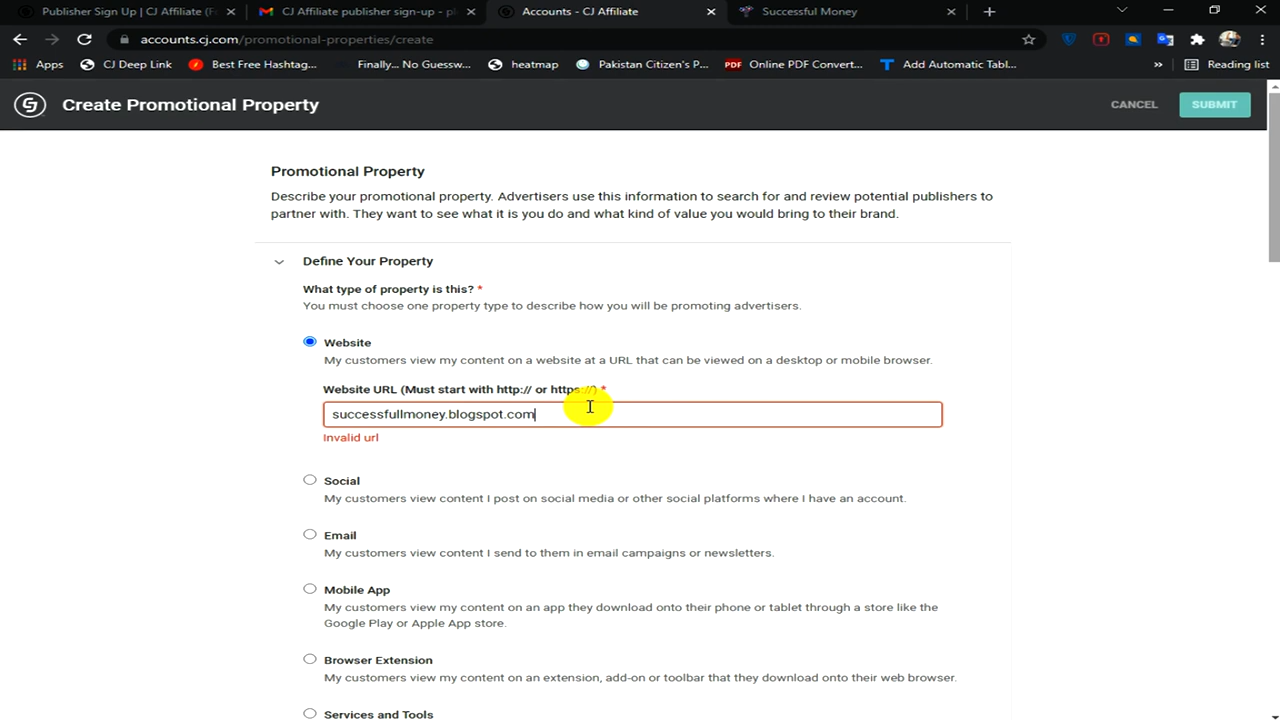 Publisher Sign Up | CJ Affiliate (F
CJ Affiliate publisher sign-up - p
Accounts - CJ Affiliate
Successful Money
accounts.cj.com/promotional-properties/create
Apps
CJ Deep Link
Best Free Hashtag...
Finally... No Guessw...
heatmap
Pakistan Citizen's P...
PDF Online PDF Convert...
Add Automatic Tabl...
»
Reading list
Create Promotional Property
CANCEL
SUBMIT
Promotional Property
Describe your promotional property. Advertisers use this information to search for and review potential publishers to
partner with. They want to see what it is you do and what kind of value you would bring to their brand.
Define Your Property
What type of property is this? *
You must choose one property type to describe how you will be promoting advertisers.
Website
My customers view my content on a website at a URL that can be viewed on a desktop or mobile browser.
Website URL (Must start with http:// or https://) *
successfullmoney.blogspot.com
Invalid url
Social
My customers view content I post on social media or other social platforms where I have an account.
Email
My customers view content I send to them in email campaigns or newsletters.
Mobile App
My customers view my content on an app they download onto their phone or tablet through a store like the
Google Play or Apple App store.
Browser Extension
My customers view my content on an extension, add-on or toolbar that they download onto their web browser.
Services and Tools